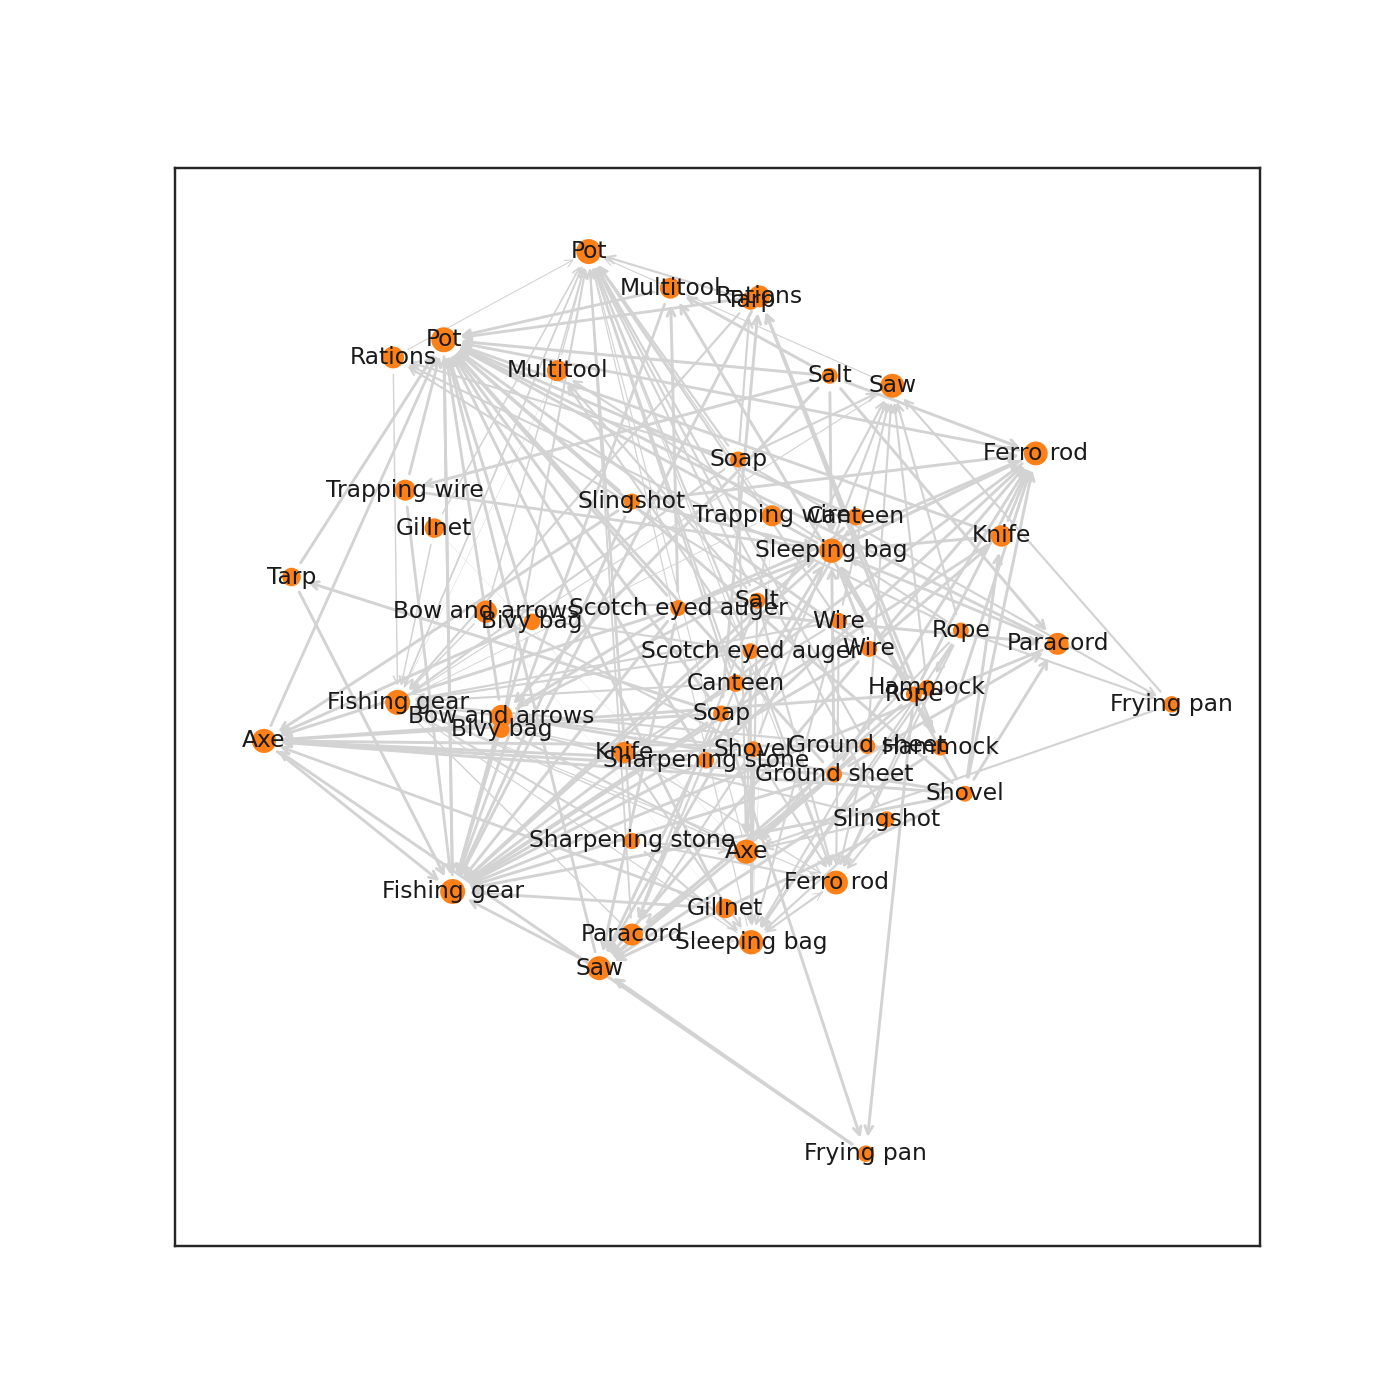 Pot
Multitool
Rations
Tarp
Pot
Rations
Multitool
Salt
Saw
Ferro rod
Soap
Trapping wire
Slingshot
Trapping wire
Canteen
Gillnet
Knife
Sleeping bag
Tarp
Salt
Bow and arrows
Scotch eyed auger
Bivy bag
Wire
Rope
Paracord
Scotch eyed auger
Wire
Canteen
Hammock
Rope
Fishing gear
Frying pan
Soap
Bow and arrows
Bivy bag
Axe
Knife
Shovel
Ground sheet
Hammock
Sharpening stone
Ground sheet
Shovel
Slingshot
Sharpening stone
Axe
Ferro rod
Fishing gear
Gillnet
Paracord
Sleeping bag
Saw
Frying pan